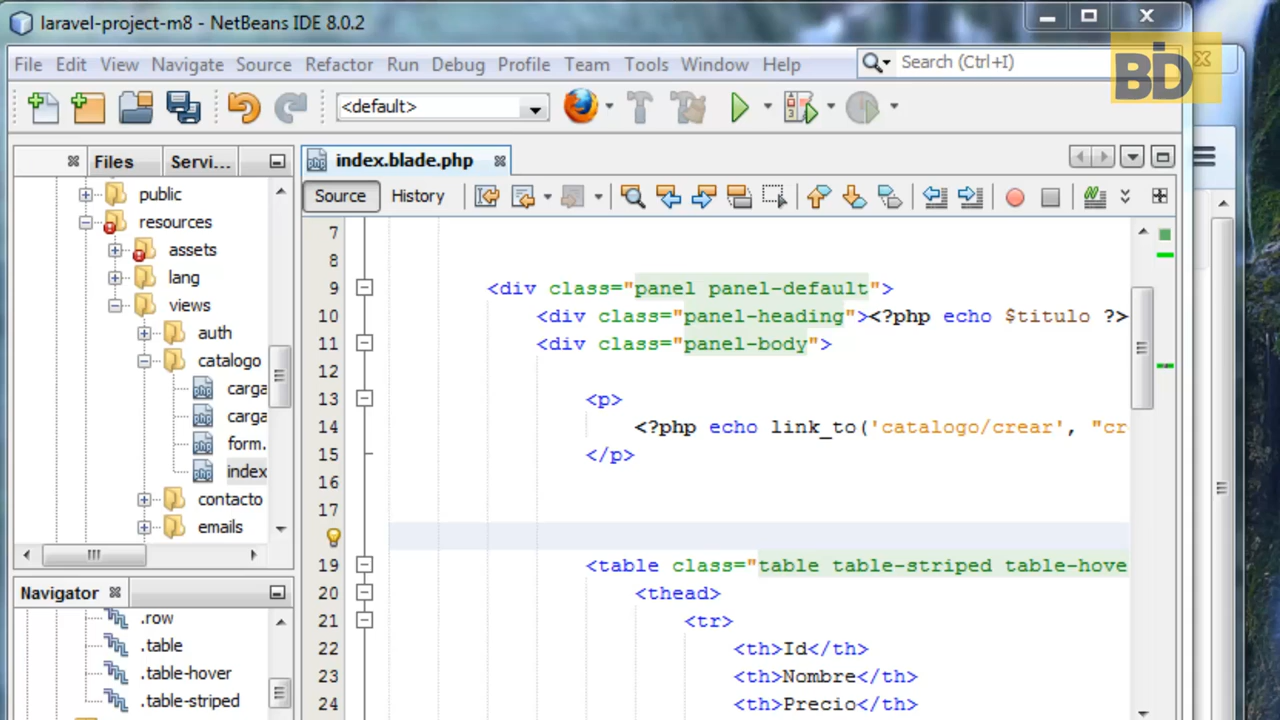 laravel-project-m8 - NetBeans IDE 8.0.2
File Edit View Navigate Source Refactor Run Debug Profile Team Tools Window Help
Search (Ctrl+I)
BD
<default>
Files
Servi...
index.blade.php
Source
History
public
resources
assets
lang
views
auth
catalogo
carga
carga
form.
index
contacto
emails
Navigator
.row
.table
.table-hover
.table-striped
7
8
9 <div class="panel panel-default">
10 <div class="panel-heading"><?php echo $titulo ?>
11 <div class="panel-body">
12
13 <p>
14 <?php echo link_to('catalogo/crear', "cr
15 </p>
16
17
19 <table class="table table-striped table-hove
20 <thead>
21 <tr>
22 <th>Id</th>
23 <th>Nombre</th>
24 <th>Precio</th>